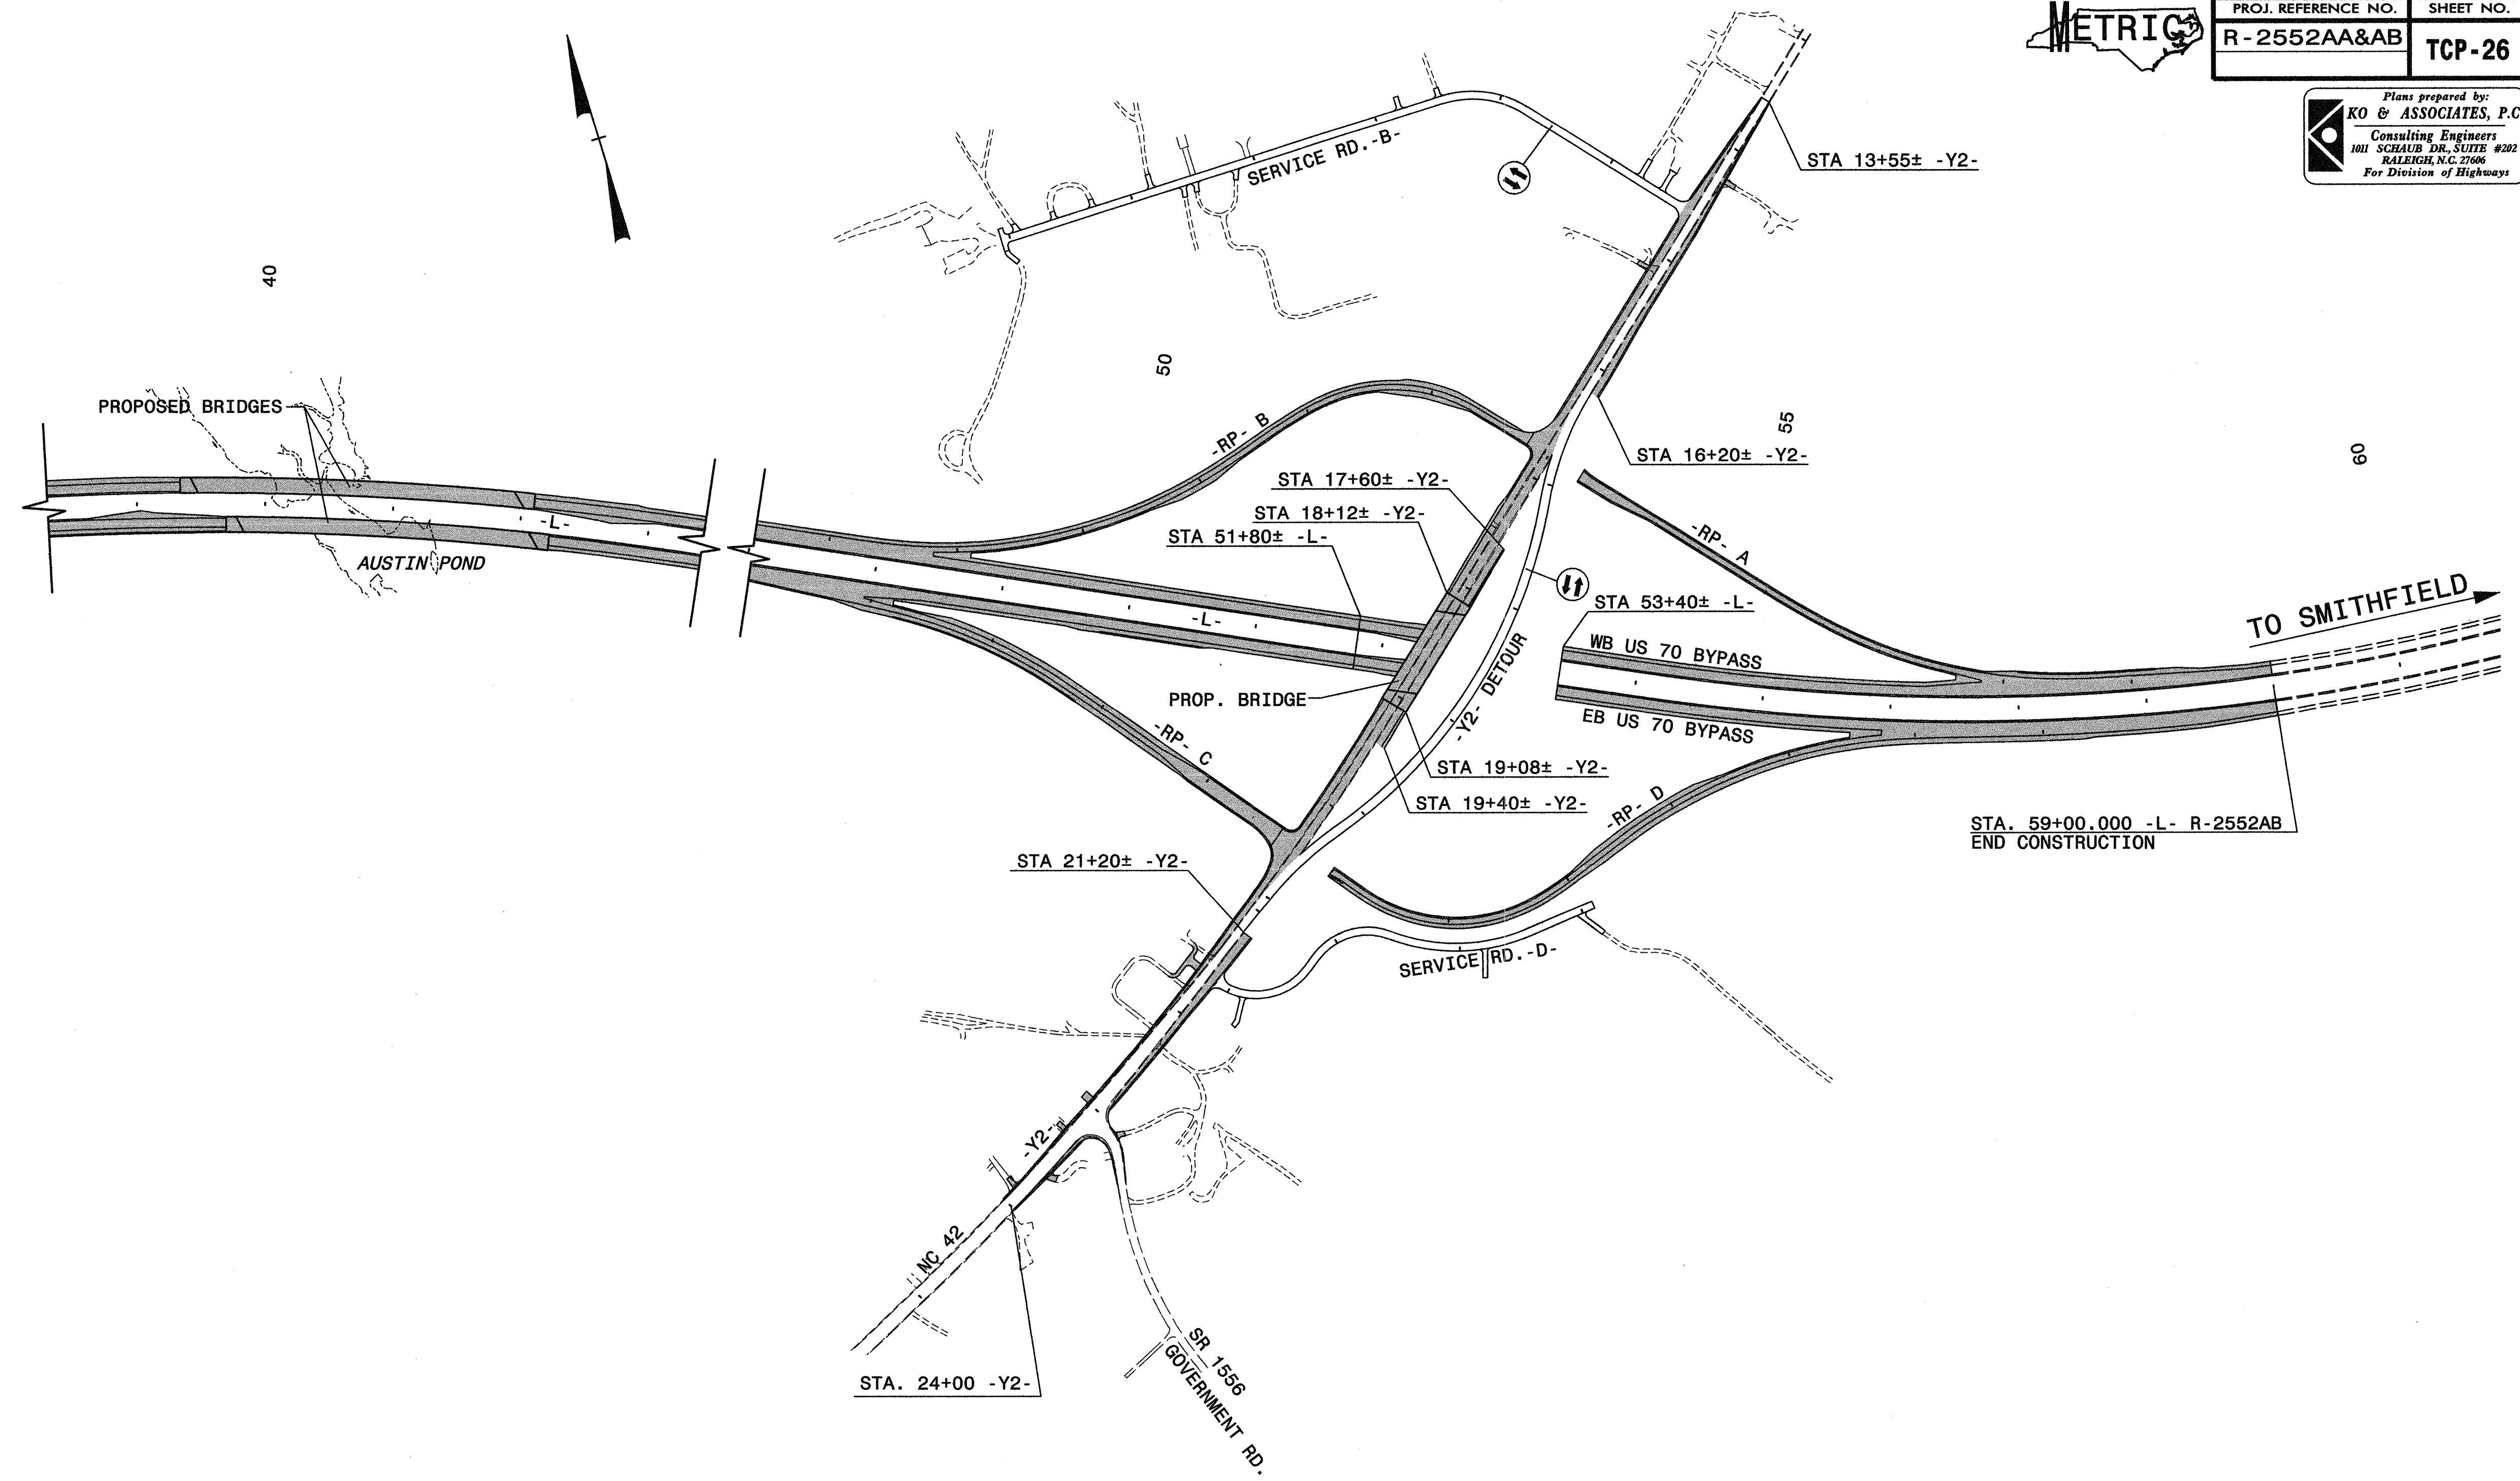 METRIC
PROJ. REFERENCE NO.
SHEET NO.
R-2552AA&AB
TCP-26
Plans prepared by:
KO & ASSOCIATES, P.C
Consulting Engineers
1011 SCHAUB DR., SUITE #202
RALEIGH, N.C. 27606
For Division of Highways
STA 13+55± -Y2-
SERVICE RD.-B-
40
50
55
60
PROPOSED BRIDGES
-RP- B
STA 16+20± -Y2-
STA 17+60± -Y2-
STA 18+12± -Y2-
STA 51+80± -L-
-L-
AUSTIN POND
-RP- A
STA 53+40± -L-
TO SMITHFIELD
-L-
WB US 70 BYPASS
PROP. BRIDGE
-Y2- DETOUR
EB US 70 BYPASS
-RP- C
STA 19+08± -Y2-
STA 19+40± -Y2-
-RP- D
STA. 59+00.000 -L- R-2552AB
END CONSTRUCTION
STA 21+20± -Y2-
SERVICE RD.-D-
-Y2-
NC 42
SR 1556
GOVERNMENT RD.
STA. 24+00 -Y2-